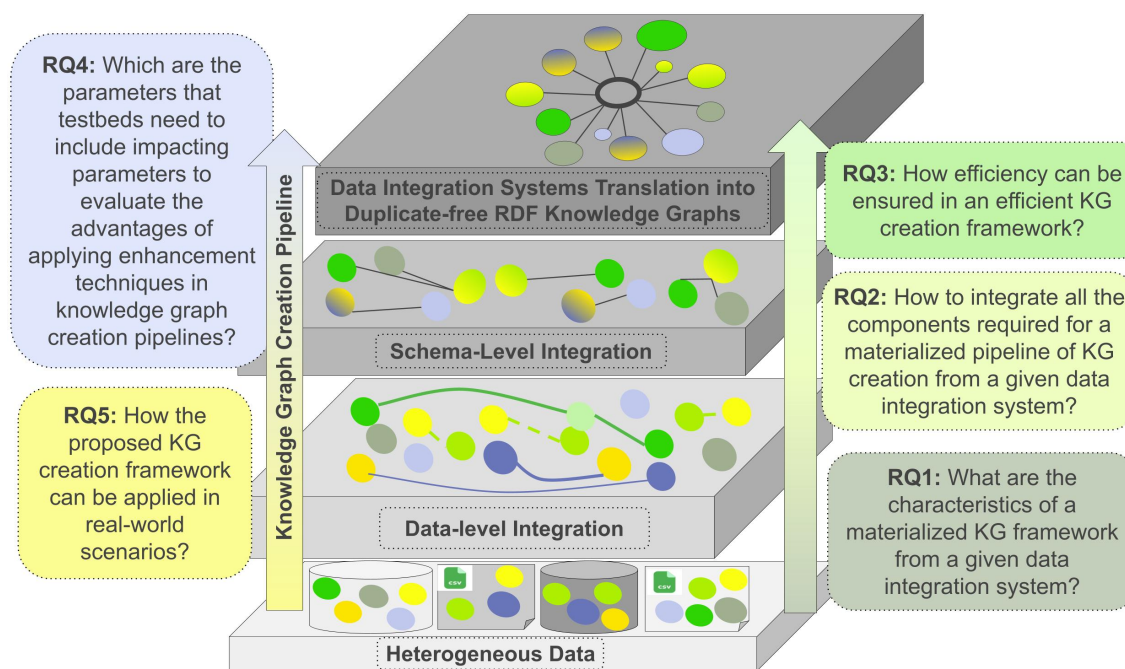 RQ4: Which are the
parameters that
testbeds need to
include impacting
parameters to
evaluate the
advantages of
applying enhancement
techniques in
knowledge graph
creation pipelines?
RQ5: How the
proposed KG
creation framework
can be applied in
real-world
scenarios?
Knowledge Graph Creation Pipeline
Data Integration Systems Translation into
Duplicate-free RDF Knowledge Graphs
Schema-Level Integration
Data-level Integration
csv
csv
Heterogeneous Data
RQ3: How efficiency can be
ensured in an efficient KG
creation framework?
RQ2: How to integrate all the
components required for a
materialized pipeline of KG
creation from a given data
integration system?
RQ1: What are the
characteristics of a
materialized KG framework
from a given data
integration system?